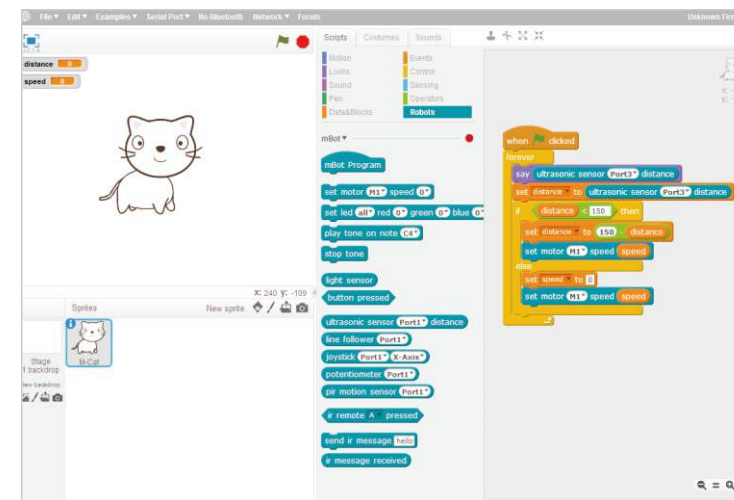 File▼ Edit▼ Examples▼ Serial Port▼ No Bluetooth Network▼ Forum
distance 0
speed 0
X: 240 y: -109
Sprites New sprite:
Stage
1 backdrop
New backdrop
M-Cat
Scripts Costumes Sounds
Motion Events
Looks Control
Sound Sensing
Pen Operators
Data&Blocks Robots
mBot▼
mBot Program
set motor M1▼ speed 0▼
set led all▼ red 0▼ green 0▼ blue 0▼
play tone on note C4▼
stop tone
light sensor
button pressed
ultrasonic sensor Port1▼ distance
line follower Port1▼
joystick Port1▼ X-Axis▼
potentiometer Port1▼
pir motion sensor Port1▼
ir remote A▼ pressed
send ir message hello
ir message received
when clicked
forever
say ultrasonic sensor Port3▼ distance
set distance▼ to ultrasonic sensor Port3▼ distance
if distance < 150 then
set distance▼ to 150 - distance
set motor M1▼ speed speed
else
set speed▼ to 0
set motor M1▼ speed speed